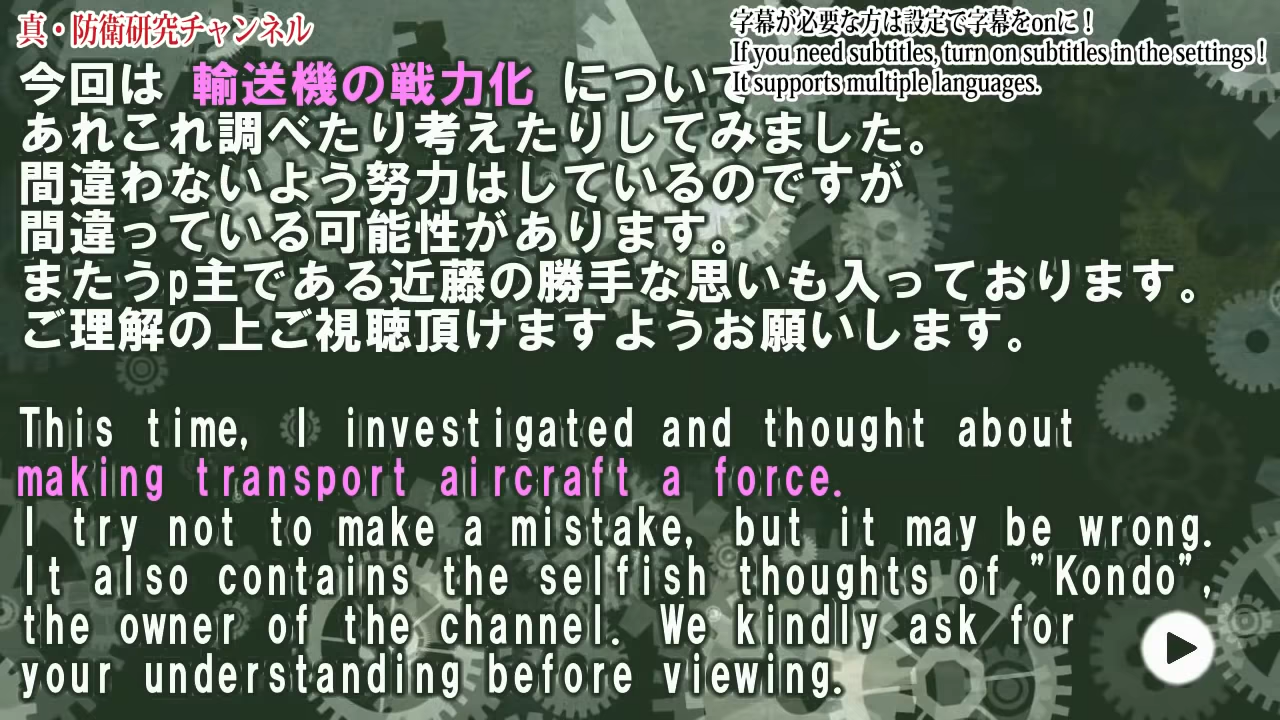 真・防衛研究チャンネル
字幕が必要な方は設定で字幕をonに！
If you need subtitles, turn on subtitles in the settings!
It supports multiple languages.
今回は 輸送機の戦力化 について
あれこれ調べたり考えたりしてみました。
間違わないよう努力はしているのですが
間違っている可能性があります。
またうp主である近藤の勝手な思いも入っております。
ご理解の上ご視聴頂けますようお願いします。
This time, I investigated and thought about
making transport aircraft a force.
I try not to make a mistake, but it may be wrong.
It also contains the selfish thoughts of "Kondo",
the owner of the channel. We kindly ask for
your understanding before viewing.